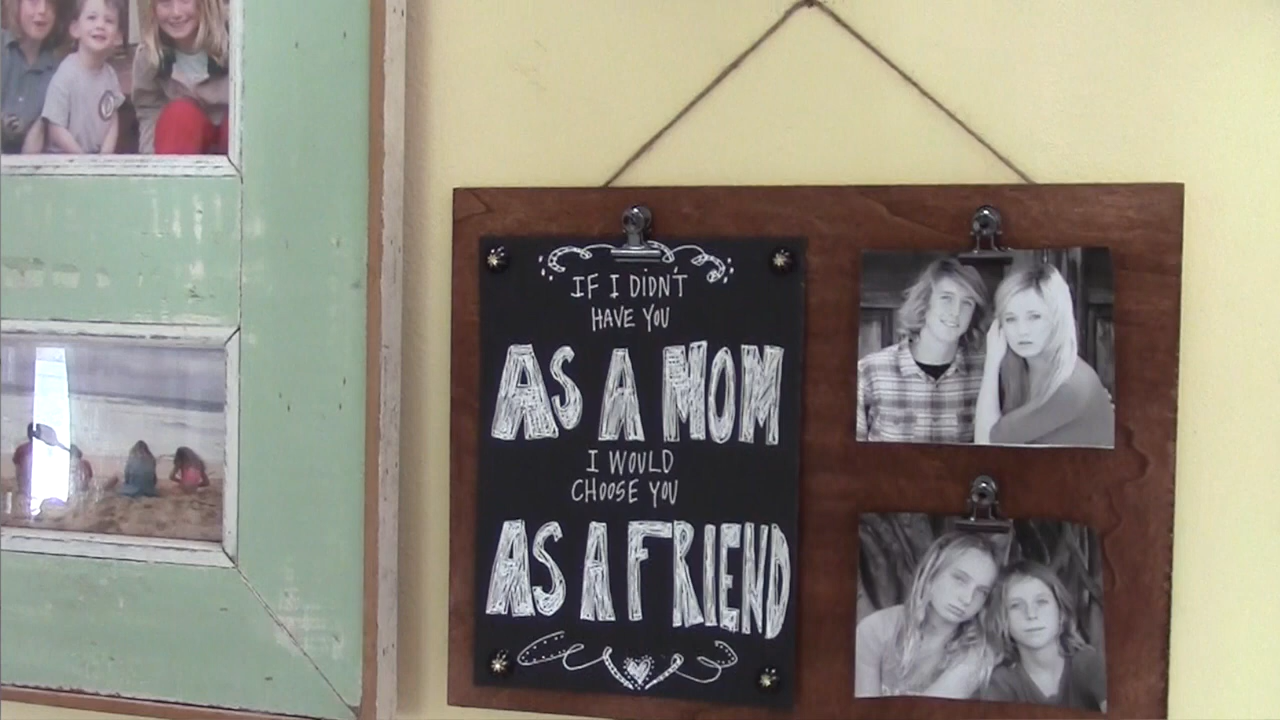 IF I DIDN'T
HAVE YOU
AS A MOM
I WOULD
CHOOSE YOU
AS A FRIEND